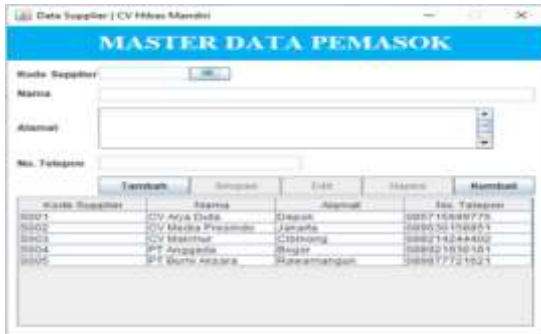 Data Supplier | CV Hibas Mandiri
MASTER DATA PEMASOK
Kode Supplier
Nama
Alamat
No. Telepon
Tambah Simpan Edit Hapus Kembali
Kode Supplier Nama Alamat No. Telepon
S001 CV Arya Duta Depok
S002 CV Media Presindo Jakarta
S003 CV Makmur Cibinong
S004 PT Anggada Bogor
S005 PT Bumi Aksara Rawamangun